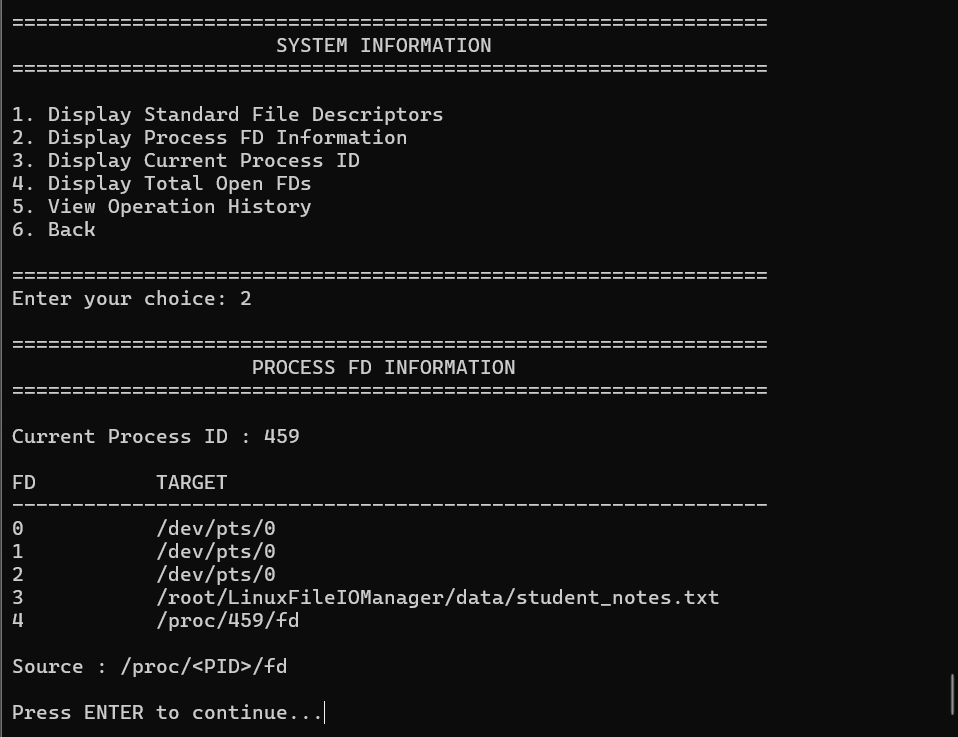 ===============================================================
SYSTEM INFORMATION
===============================================================
1. Display Standard File Descriptors
2. Display Process FD Information
3. Display Current Process ID
4. Display Total Open FDs
5. View Operation History
6. Back
===============================================================
Enter your choice: 2
===============================================================
PROCESS FD INFORMATION
===============================================================
Current Process ID : 459
FD TARGET
---------------------------------------------------------------
0 /dev/pts/0
1 /dev/pts/0
2 /dev/pts/0
3 /root/LinuxFileIOManager/data/student_notes.txt
4 /proc/459/fd
Source : /proc/<PID>/fd
Press ENTER to continue...